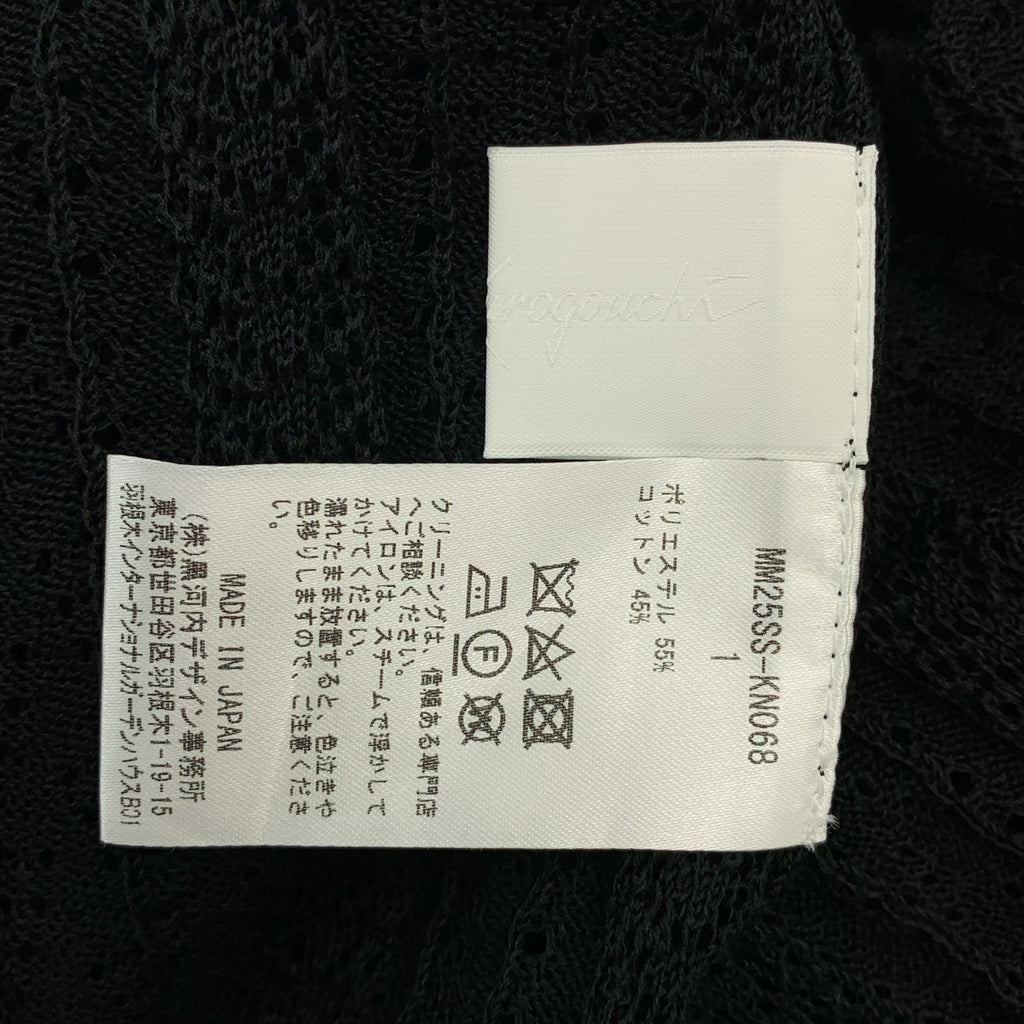 MM25SS-KN068
1
ポリエステル 55%
コットン 45%
F
クリーニングは、信頼ある専門店
へご相談ください。
アイロンは、スチームで浮かして
かけてください。
濡れたまま放置すると、色泣きや
色移りしますので、ご注意くださ
い。
MADE IN JAPAN
(株)黒河内デザイン事務所
東京都世田谷区羽根木1-19-15
羽根木インターナショナルガーデンハウスB01
Kurogouchi